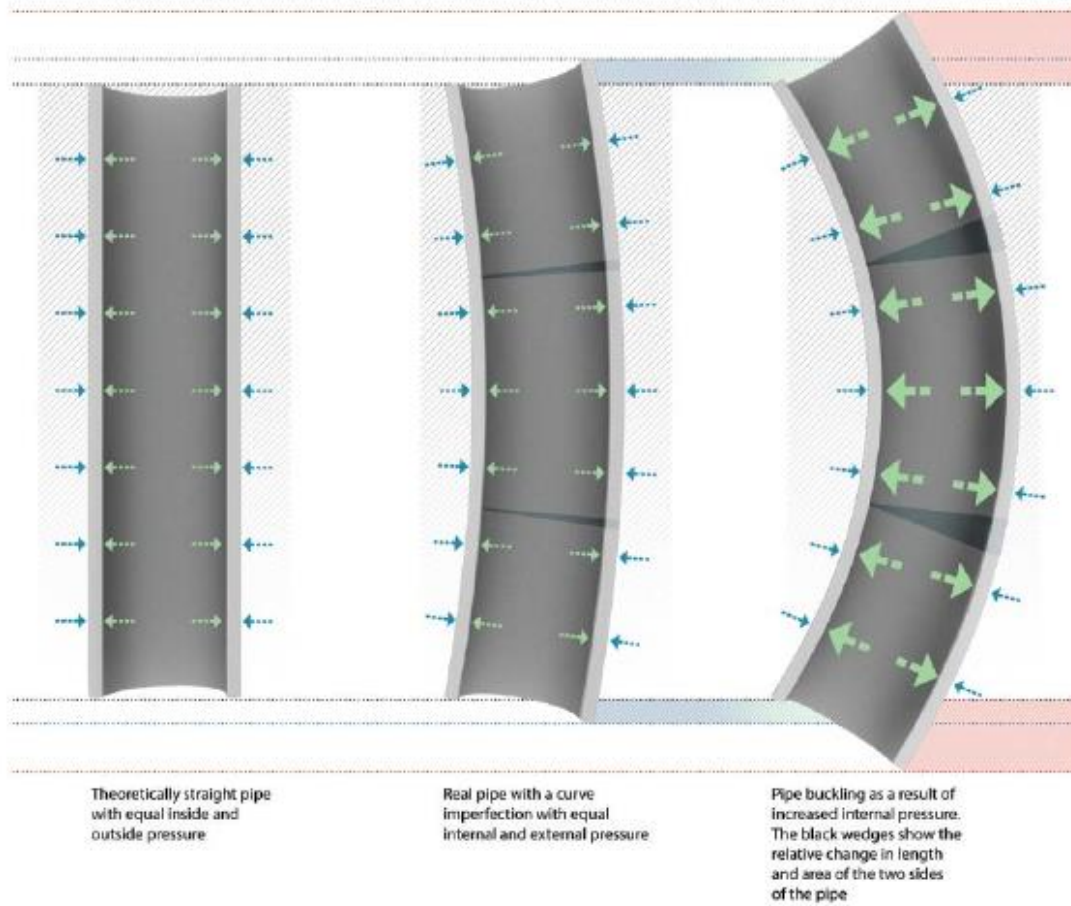 Theoretically straight pipe
with equal inside and
outside pressure
Real pipe with a curve
imperfection with equal
internal and external pressure
Pipe buckling as a result of
increased internal pressure.
The black wedges show the
relative change in length
and area of the two sides
of the pipe